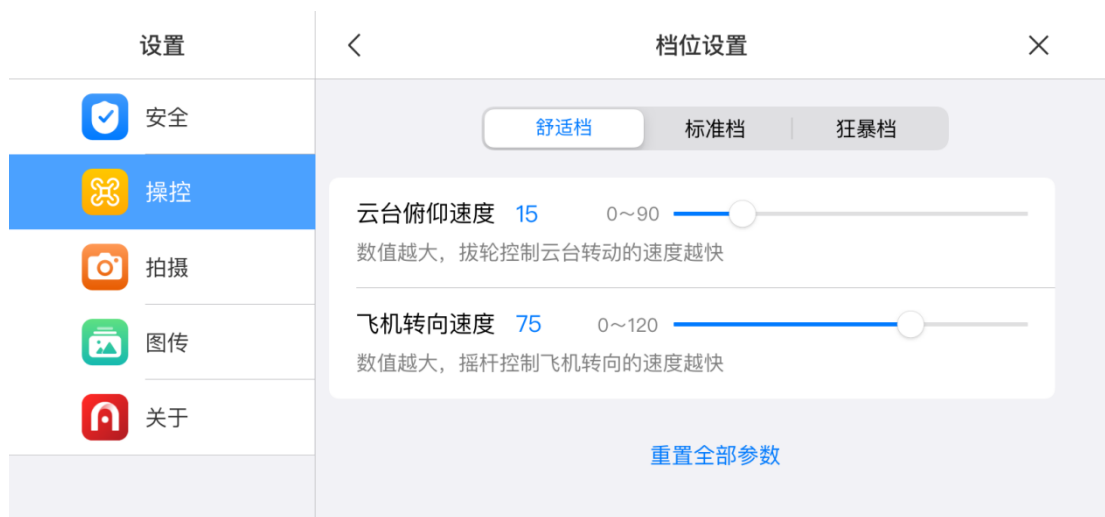 设置
档位设置
安全
操控
拍摄
图传
关于
舒适档 标准档 狂暴档
云台俯仰速度 15 0～90
数值越大，拔轮控制云台转动的速度越快
飞机转向速度 75 0～120
数值越大，摇杆控制飞机转向的速度越快
重置全部参数